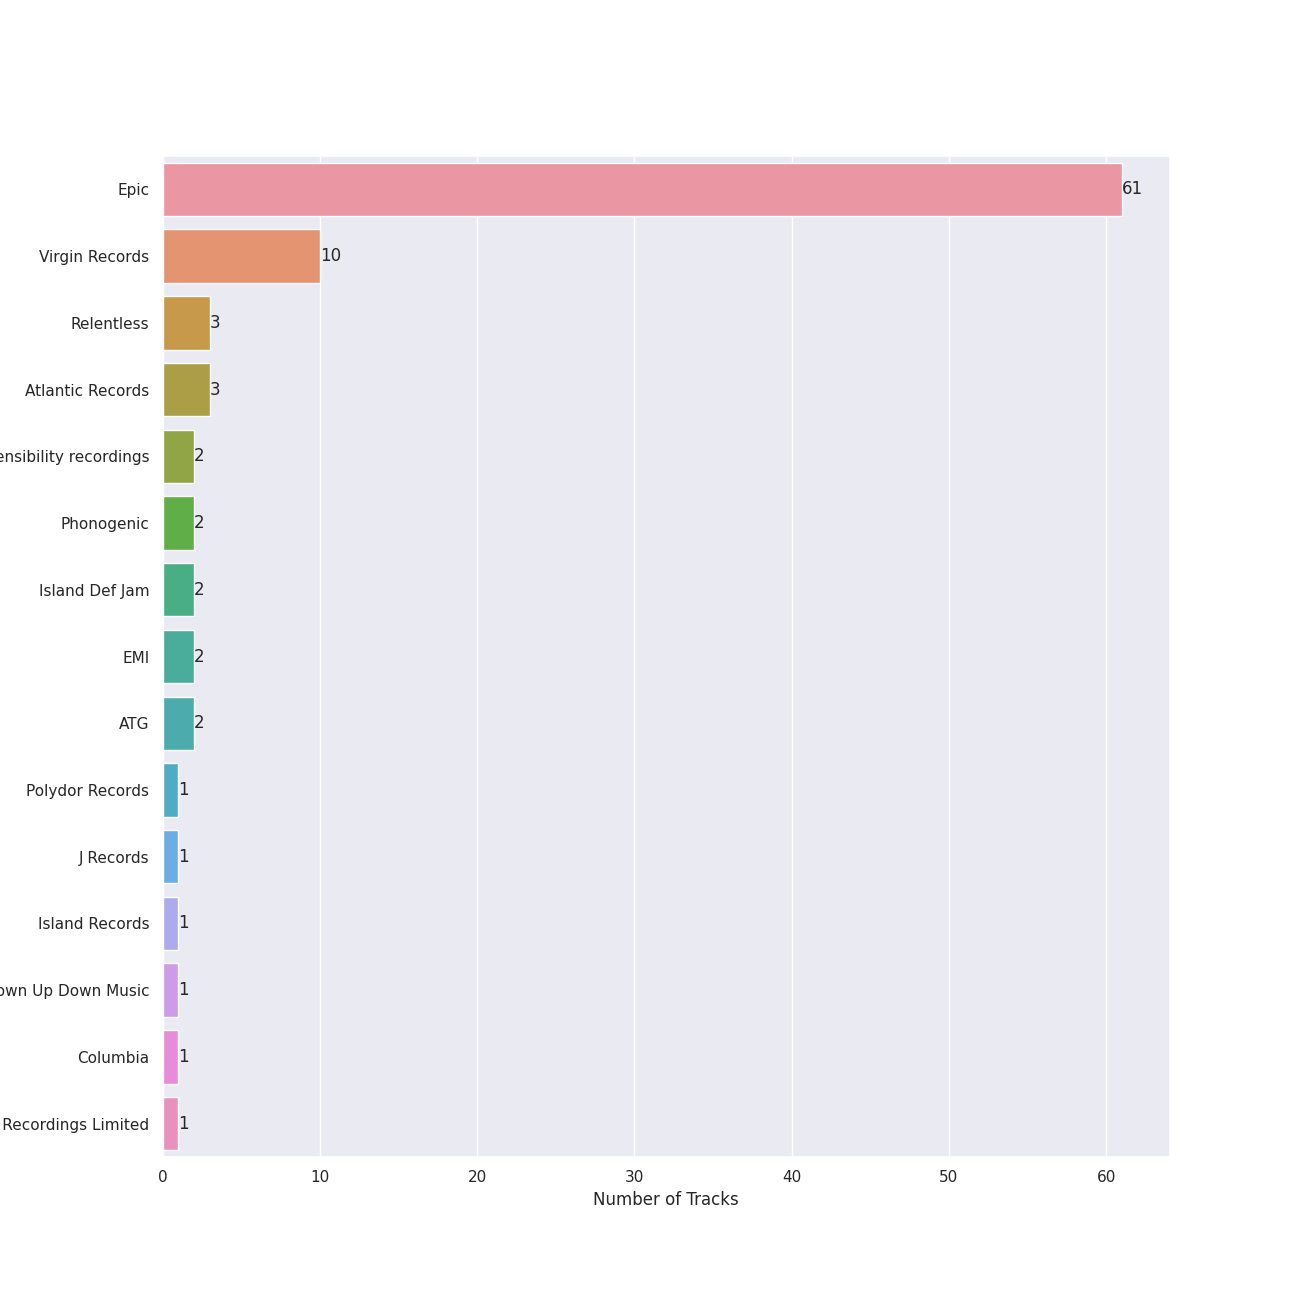 Epic 61
Virgin Records 10
Relentless 3
Atlantic Records 3
recordings 2
Phonogenic 2
Island Def Jam 2
EMI 2
ATG 2
Polydor Records 1
J Records 1
Island Records 1
Up Down Music 1
Columbia 1
Recordings Limited 1
0 10 20 30 40 50 60
Number of Tracks